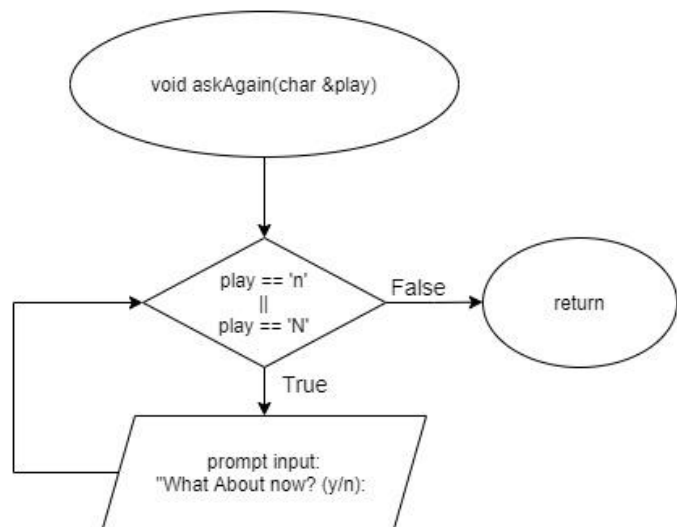 void askAgain(char &play)
play == 'n'
||
play == 'N'
False
return
True
prompt input:
"What About now? (y/n):